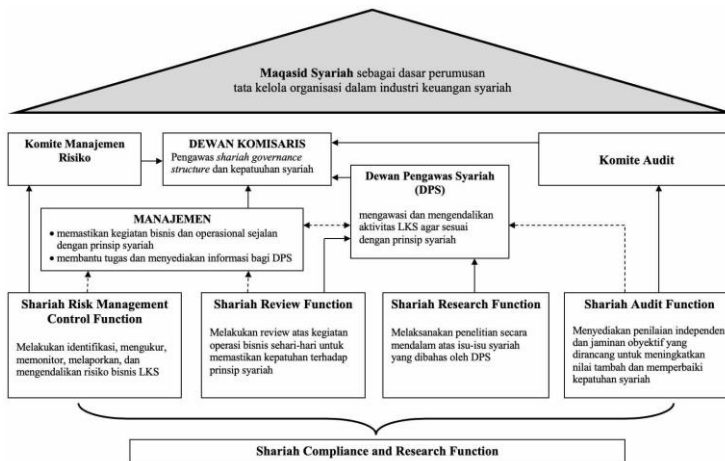 Maqasid Syariah sebagai dasar perumusan
tata kelola organisasi dalam industri keuangan syariah
Komite Manajemen
Risiko
DEWAN KOMISARIS
Pengawas shariah governance
structure dan kepatuuhan syariah
Komite Audit
Dewan Pengawas Syariah
(DPS)
mengawasi dan mengendalikan
aktivitas LKS agar sesuai
dengan prinsip syariah
MANAJEMEN
• memastikan kegiatan bisnis dan operasional sejalan
dengan prinsip syariah
• membantu tugas dan menyediakan informasi bagi DPS
Shariah Risk Management
Control Function
Melakukan identifikasi, mengukur,
memonitor, melaporkan, dan
mengendalikan risiko bisnis LKS
Shariah Review Function
Melakukan review atas kegiatan
operasi bisnis sehari-hari untuk
memastikan kepatuhan terhadap
prinsip syariah
Shariah Research Function
Melaksanakan penelitian secara
mendalam atas isu-isu syariah
yang dibahas oleh DPS
Shariah Audit Function
Menyediakan penilaian independen
dan jaminan obyektif yang
dirancang untuk meningkatkan
nilai tambah dan memperbaiki
kepatuhan syariah
Shariah Compliance and Research Function